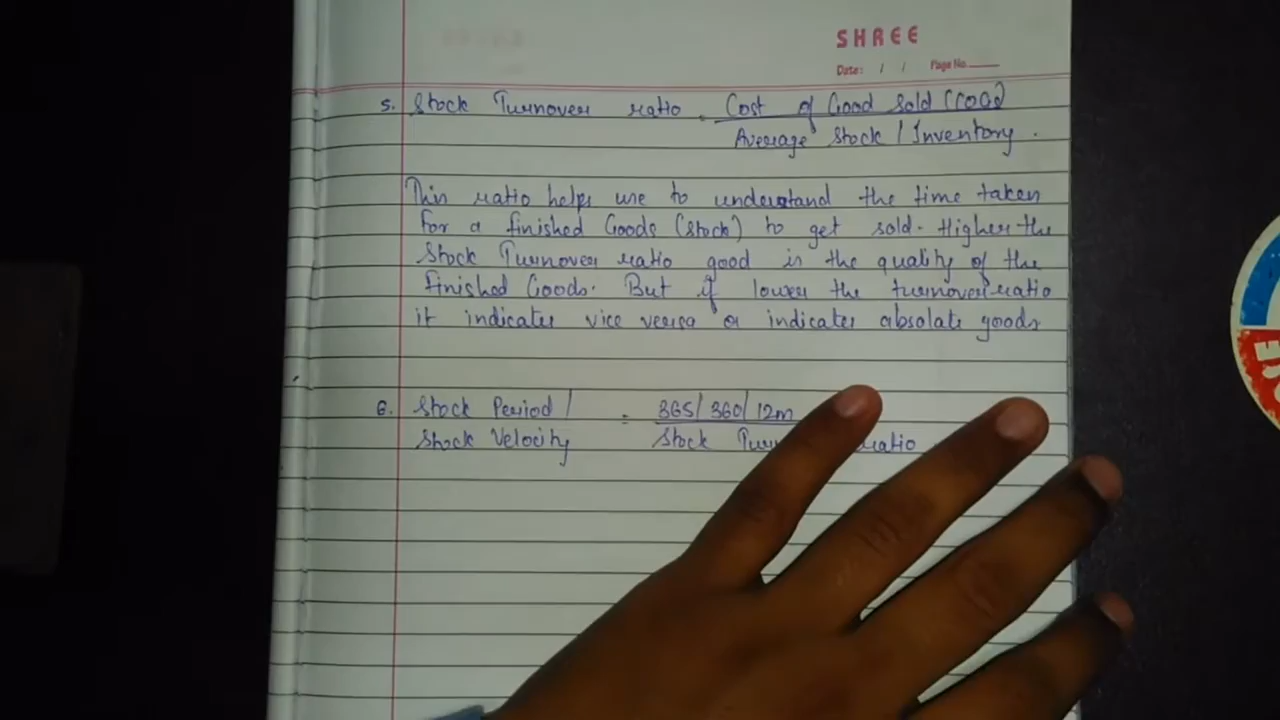 SHREE
Date: / / Page No.
5. Stock Turnover ratio = Cost of Good Sold (COG)
Average Stock / Inventory.
This ratio helps use to understand the time taken
for a finished Goods (Stock) to get sold. Higher the
Stock Turnover ratio good is the quality of the
finished Goods. But if lower the turnover ratio
it indicates vice versa or indicates absolate goods
6. Stock Period / = 365/ 360/ 12m
Stock Velocity Stock ratio